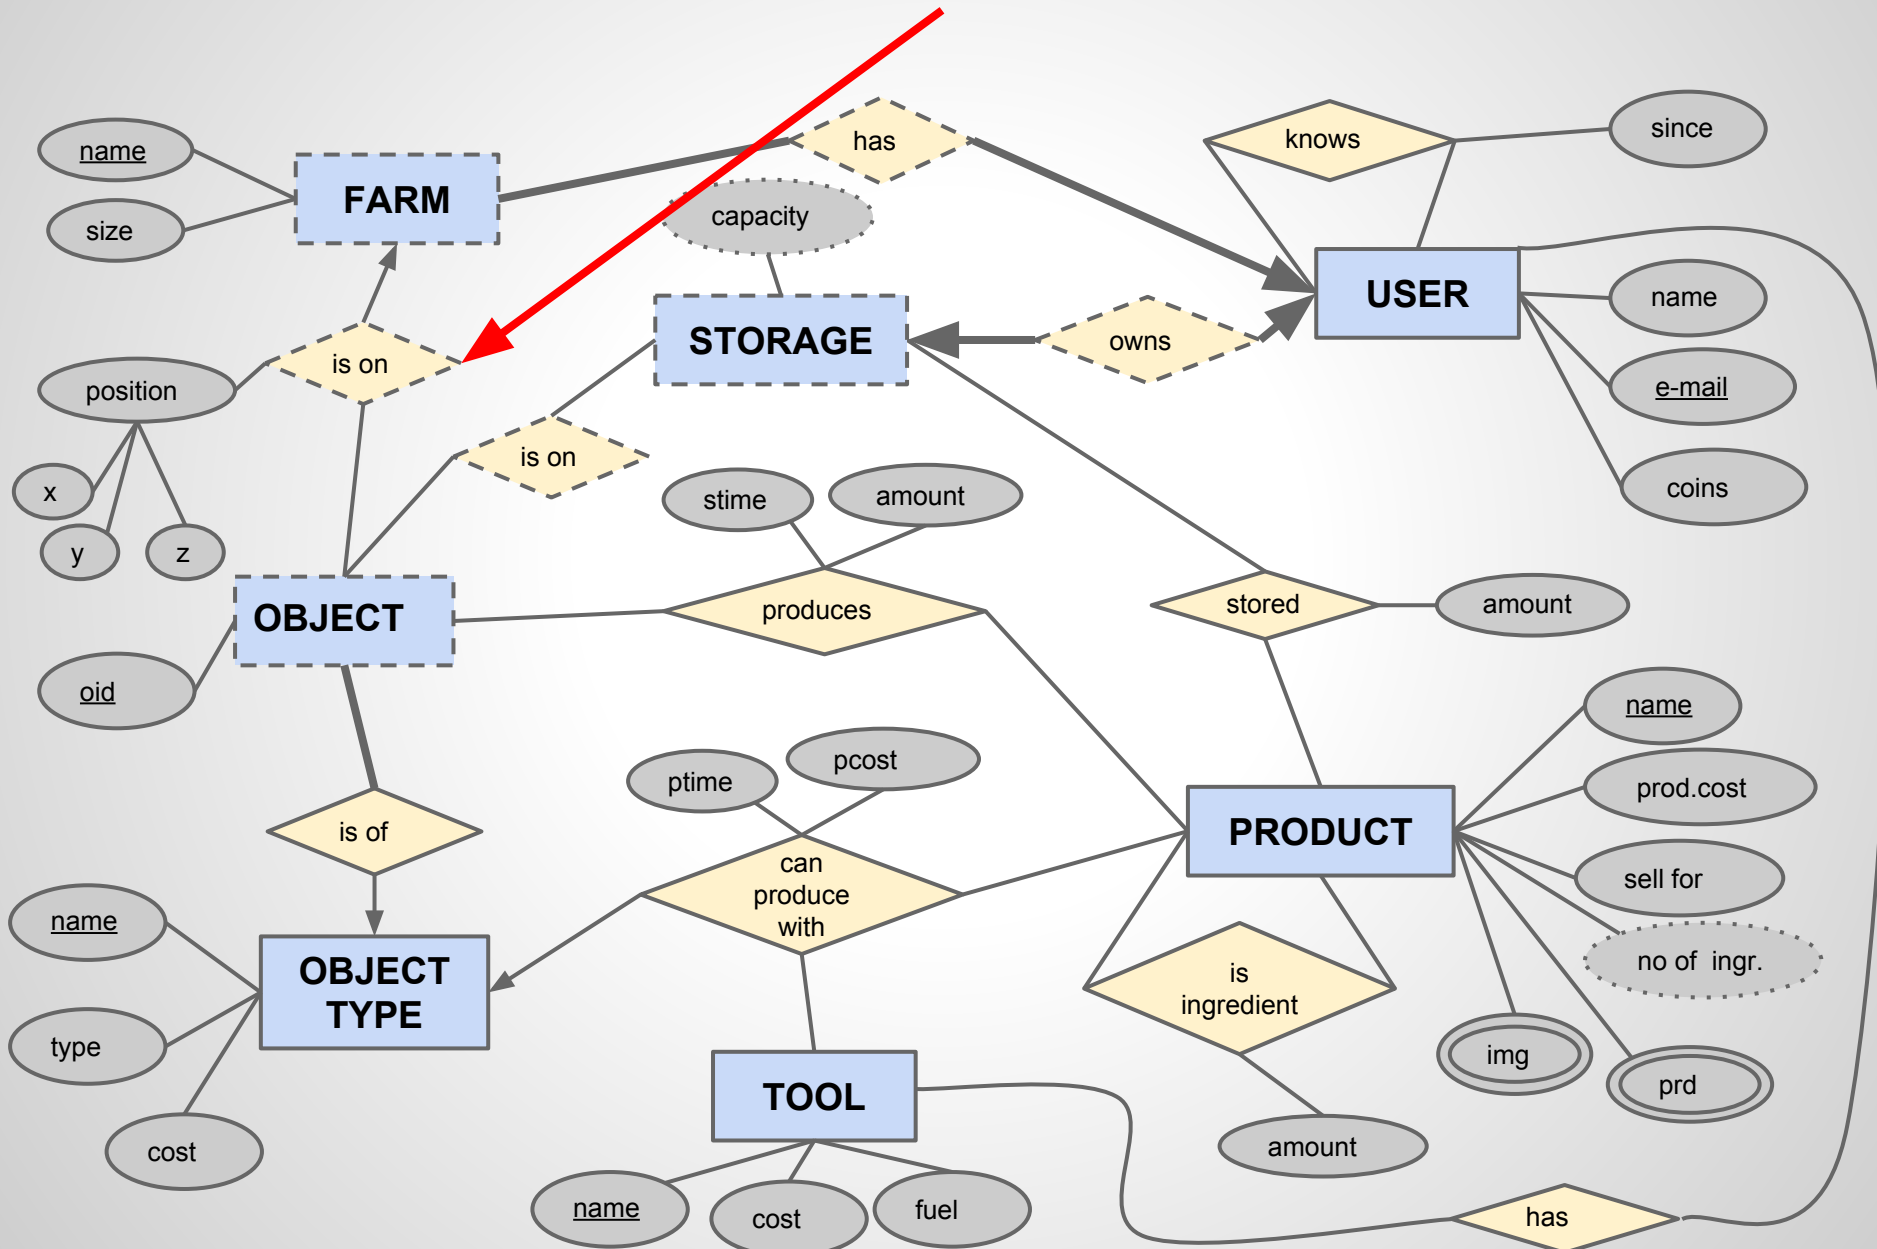 has
since
knows
name
FARM
capacity
size
USER
name
STORAGE
owns
is on
position
e-mail
is on
x
stime
amount
coins
y
z
OBJECT
produces
stored
amount
oid
name
ptime
pcost
prod.cost
is of
can
produce
with
PRODUCT
sell for
name
OBJECT
TYPE
is
ingredient
no of ingr.
type
img
TOOL
prd
cost
amount
name
cost
fuel
has